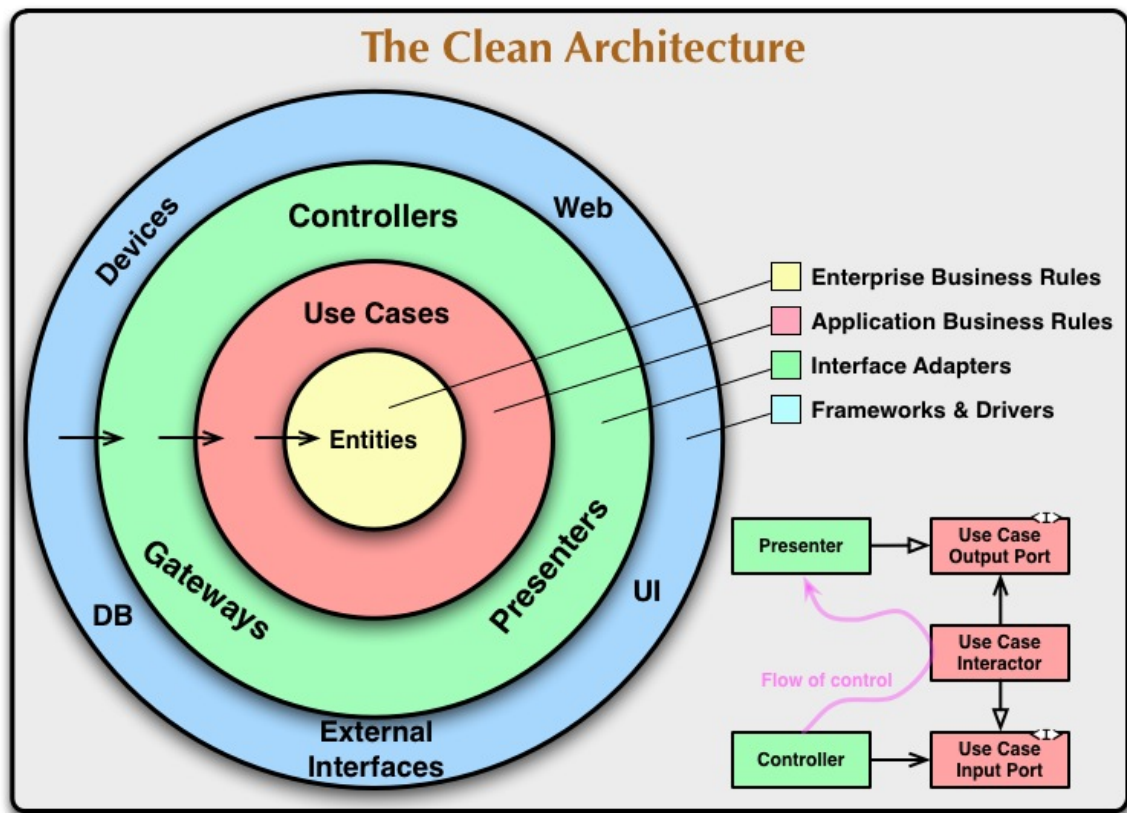 The Clean Architecture
Devices
Controllers
Web
Use Cases
Entities
Gateways
Presenters
DB
UI
External
Interfaces
Enterprise Business Rules
Application Business Rules
Interface Adapters
Frameworks & Drivers
Presenter
<I>
Use Case
Output Port
Use Case
Interactor
Flow of control
Controller
<I>
Use Case
Input Port